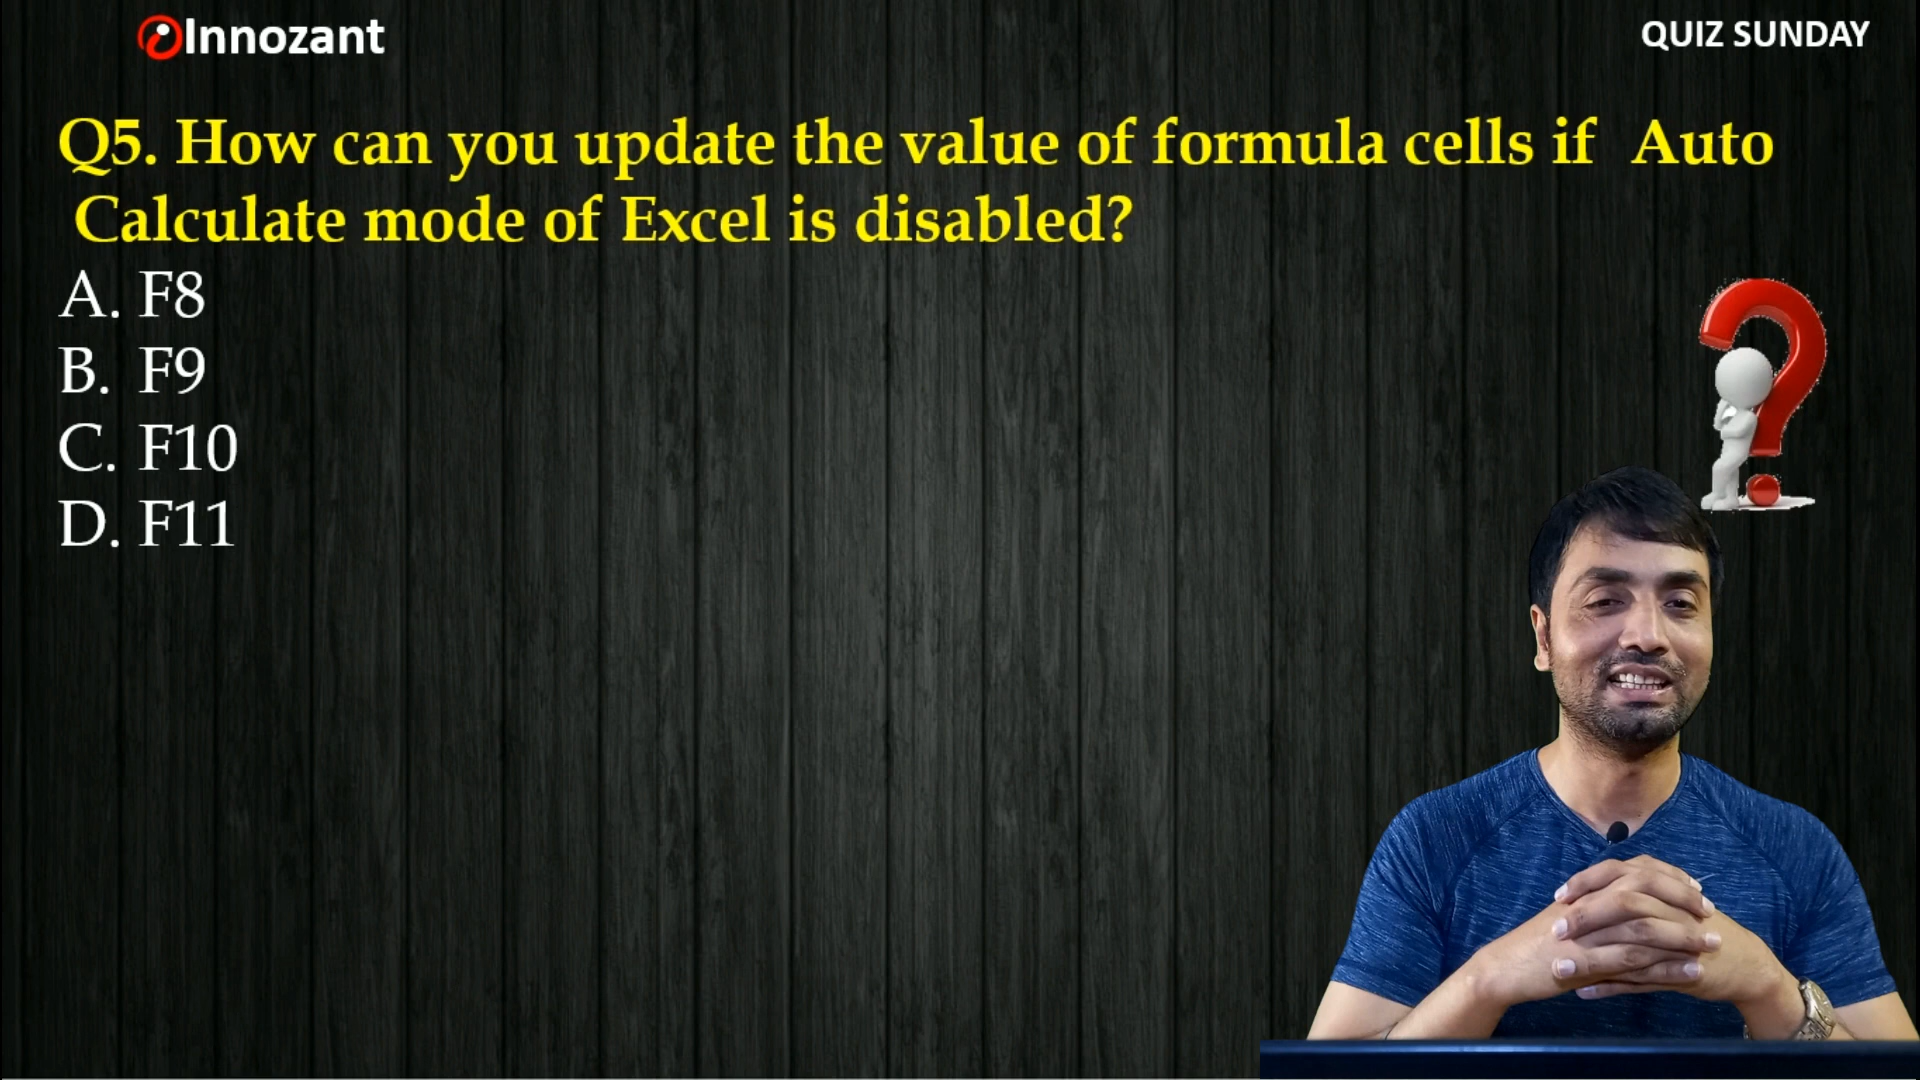 Innozant
QUIZ SUNDAY
Q5. How can you update the value of formula cells if Auto
Calculate mode of Excel is disabled?
A. F8
B. F9
C. F10
D. F11